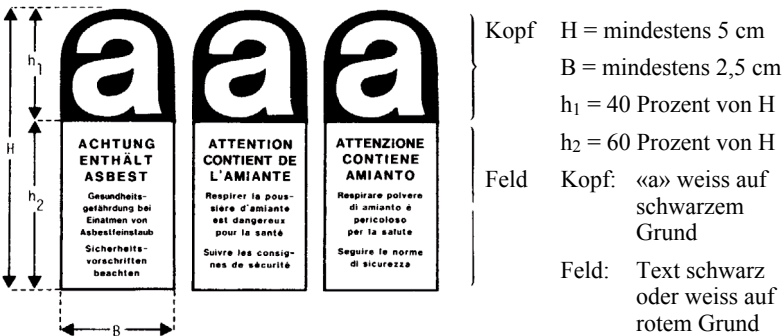 a
a
a
H
h1
h2
B
ACHTUNG
ENTHÄLT
ASBEST
Gesundheits-
gefährdung bei
Einatmen von
Asbestfeinstaub
Sicherheits-
vorschriften
beachten
ATTENTION
CONTIENT DE
L'AMIANTE
Respirer la pous-
sière d'amiante
est dangereux
pour la santé
Suivre les consig-
nes de sécurité
ATTENZIONE
CONTIENE
AMIANTO
Respirare polvere
di amianto è
pericoloso
per la salute
Seguire le norme
di sicurezza
Kopf H = mindestens 5 cm
B = mindestens 2,5 cm
h1 = 40 Prozent von H
h2 = 60 Prozent von H
Feld Kopf: «a» weiss auf
schwarzem
Grund
Feld: Text schwarz
oder weiss auf
rotem Grund